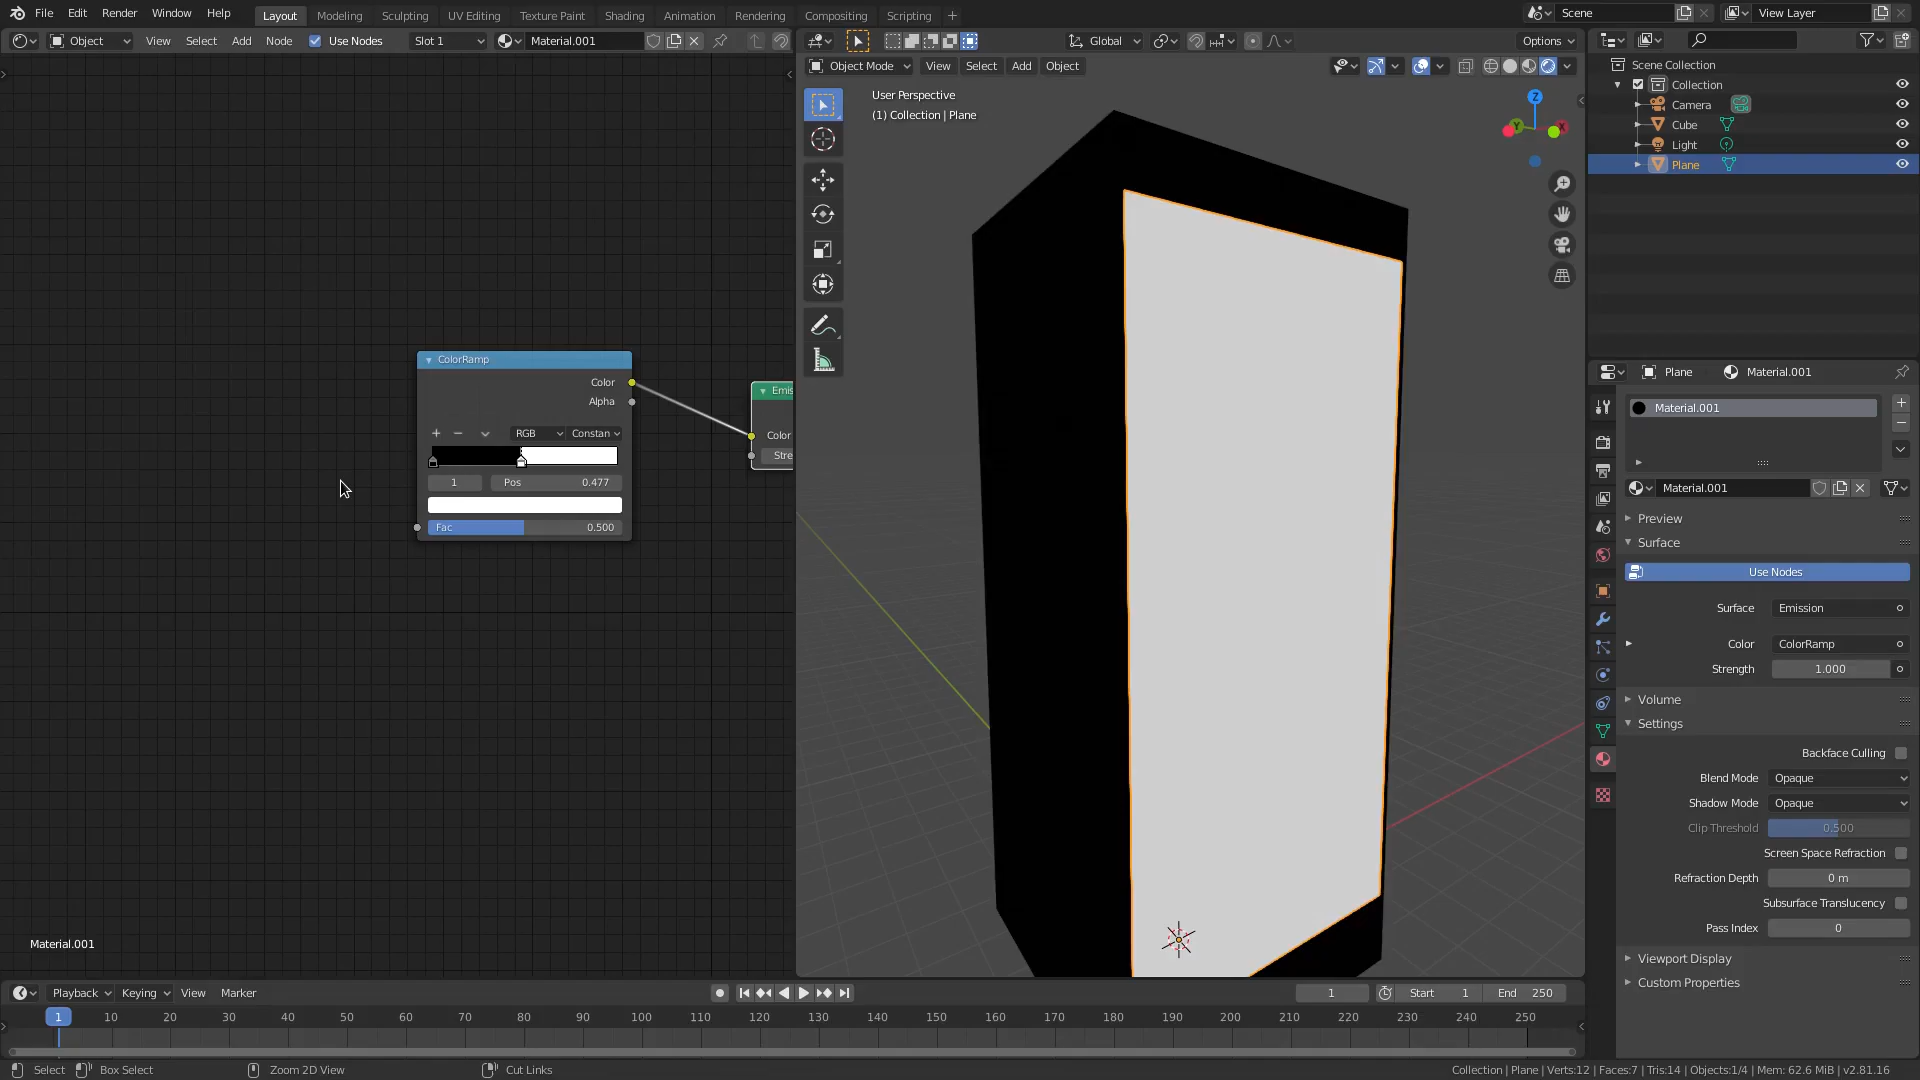 File Edit Render Window Help Layout Modeling Sculpting UV Editing Texture Paint Shading Animation Rendering Compositing Scripting + Scene View Layer
Object View Select Add Object Node Use Nodes Slot 1 Material.001 Global Options
Object Mode View Select Add Object
User Perspective
(1) Collection | Plane
Z
Y
X
Scene Collection
Collection
Camera
Cube
Light
Plane
ColorRamp
Color
Alpha
RGB Constan
1 Pos 0.477
Fac 0.500
Emis
Color
Stre
Material.001
Plane Material.001
Material.001
Material.001
Preview
Surface
Use Nodes
Surface Emission
Color ColorRamp
Strength 1.000
Volume
Settings
Backface Culling
Blend Mode Opaque
Shadow Mode Opaque
Clip Threshold 0.500
Screen Space Refraction
Refraction Depth 0 m
Subsurface Translucency
Pass Index 0
Viewport Display
Custom Properties
Playback Keying View Marker 1 Start 1 End 250
1 10 20 30 40 50 60 70 80 90 100 110 120 130 140 150 160 170 180 190 200 210 220 230 240 250
Select Box Select Zoom 2D View Cut Links Collection | Plane | Verts:12 | Faces:7 | Tris:14 | Objects:1/4 | Mem: 62.6 MiB | v2.81.16